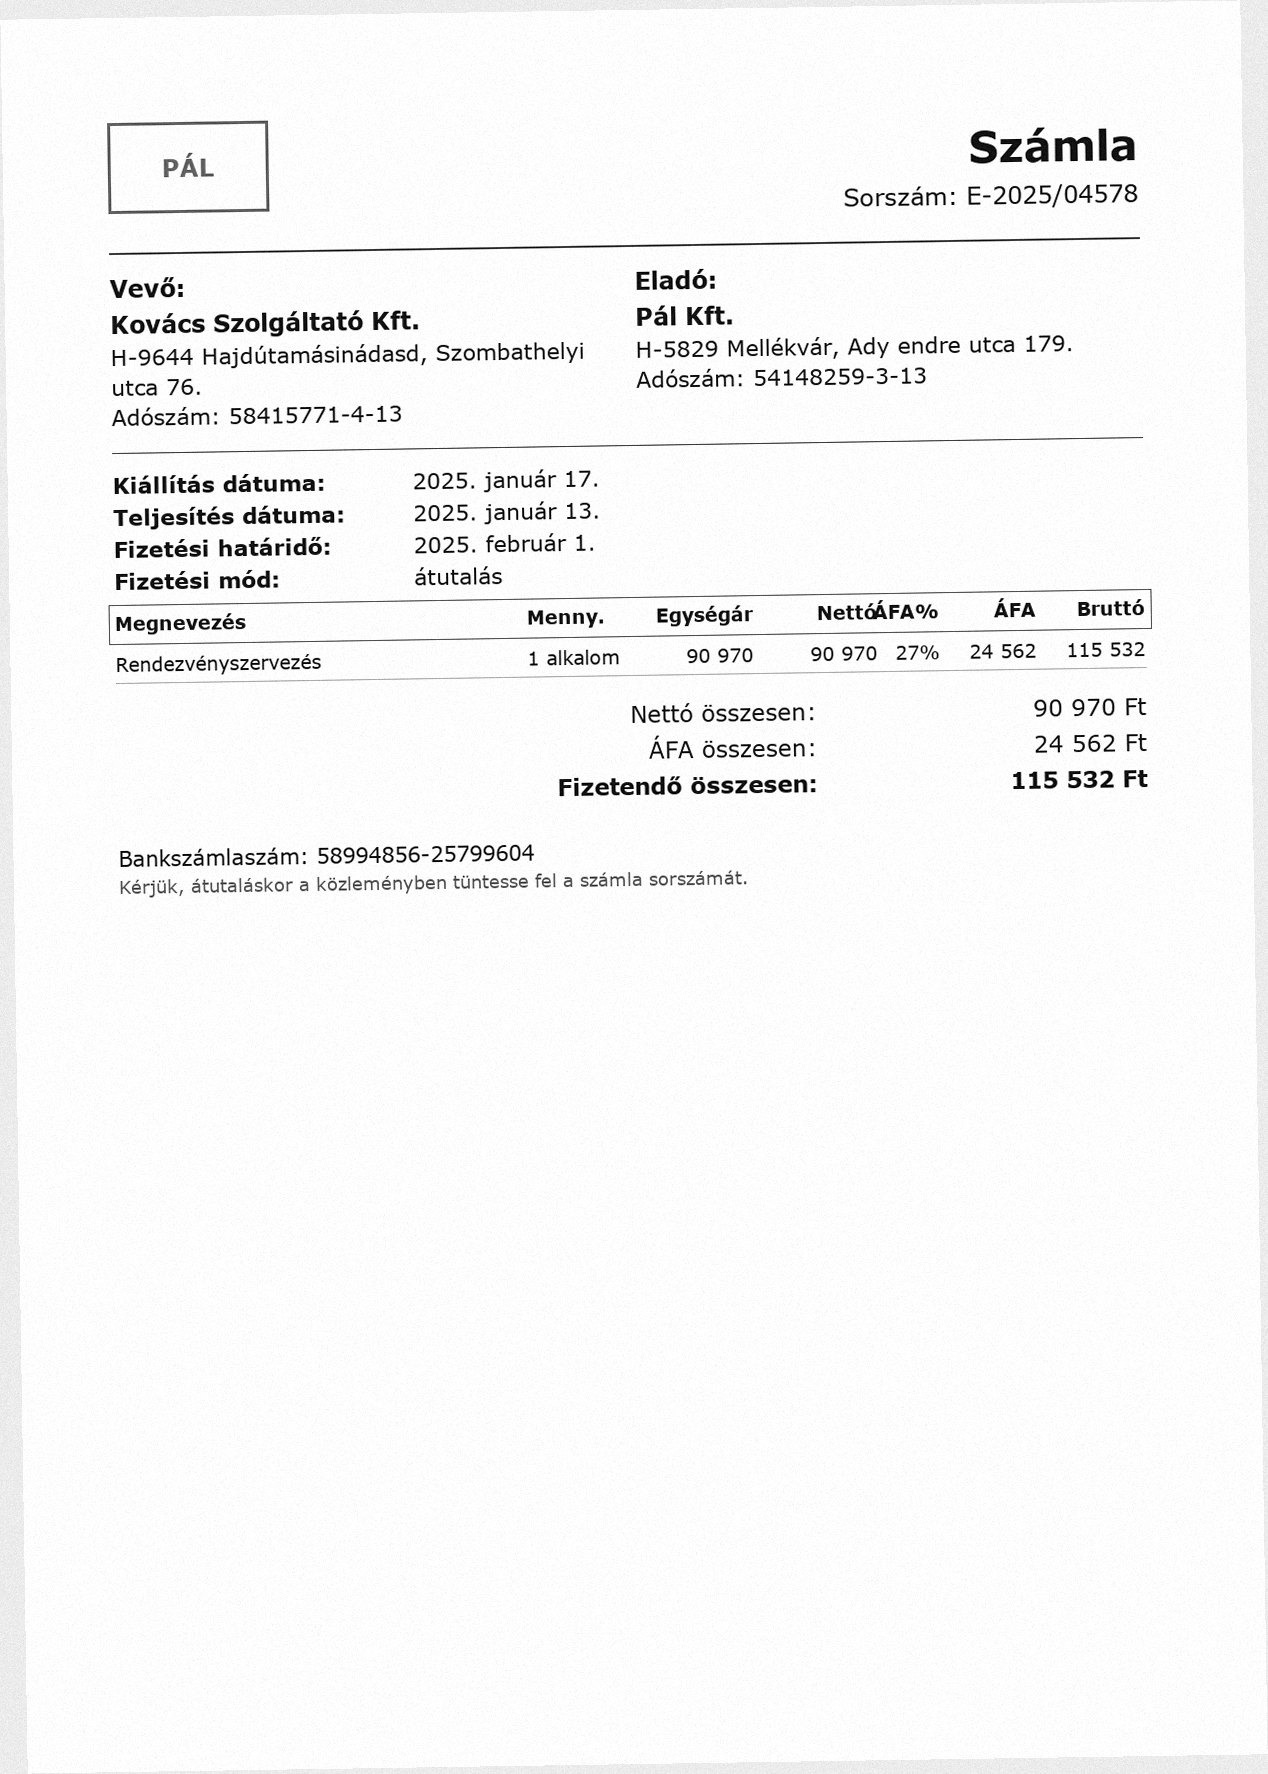 PÁL
Számla
Sorszám: E-2025/04578
Vevő:
Kovács Szolgáltató Kft.
H-9644 Hajdútamásinádasd, Szombathelyi
utca 76.
Adószám: 58415771-4-13
Eladó:
Pál Kft.
H-5829 Mellékvár, Ady endre utca 179.
Adószám: 54148259-3-13
Kiállítás dátuma: 2025. január 17.
Teljesítés dátuma: 2025. január 13.
Fizetési határidő: 2025. február 1.
Fizetési mód: átutalás
Megnevezés Menny. Egységár Nettó ÁFA% ÁFA Bruttó
Rendezvényszervezés 1 alkalom 90 970 90 970 27% 24 562 115 532
Nettó összesen: 90 970 Ft
ÁFA összesen: 24 562 Ft
Fizetendő összesen: 115 532 Ft
Bankszámlaszám: 58994856-25799604
Kérjük, átutaláskor a közleményben tüntesse fel a számla sorszámát.